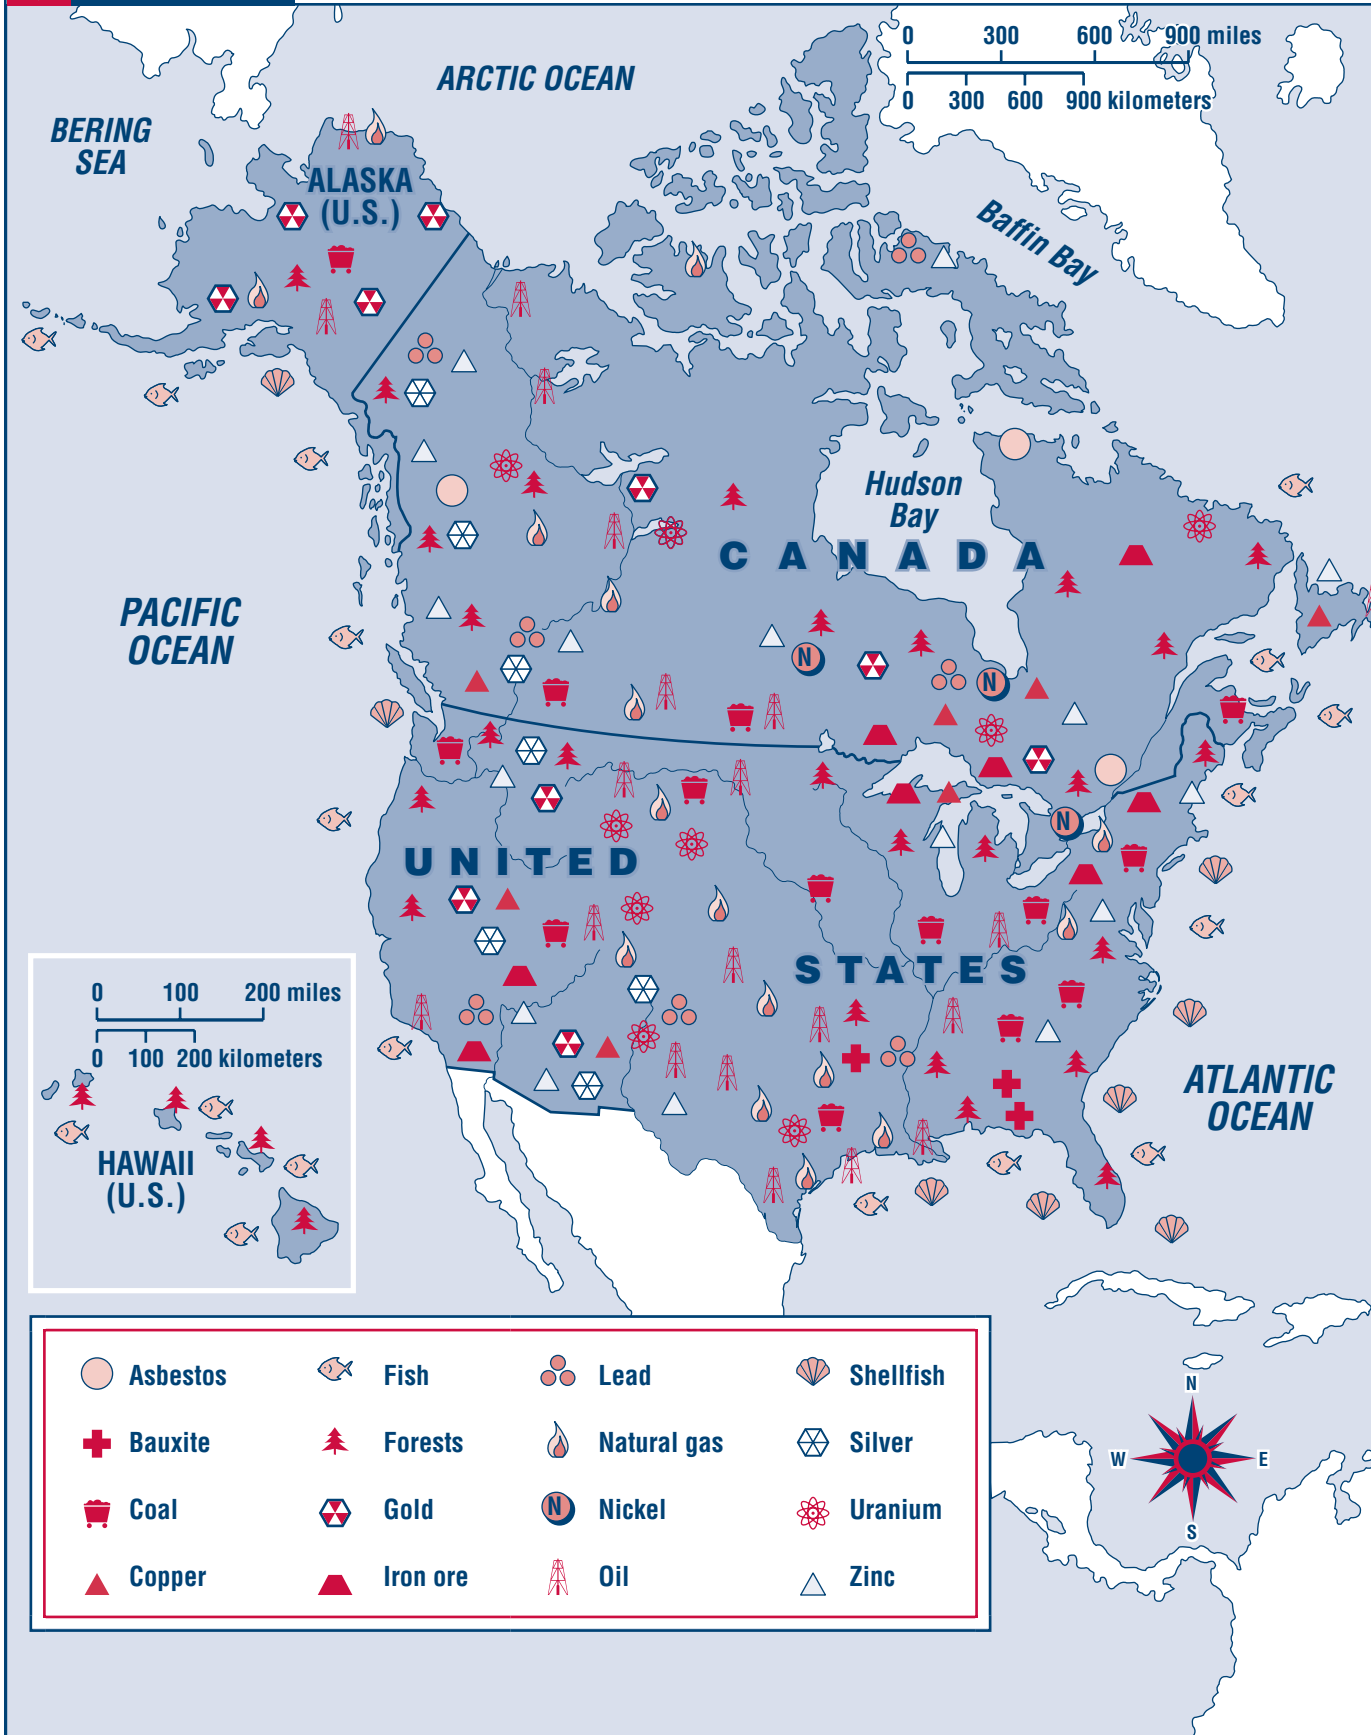 0 300 600 900 miles
0 300 600 900 kilometers
ARCTIC OCEAN
BERING
SEA
ALASKA
(U.S.)
Baffin Bay
Hudson
Bay
CANADA
PACIFIC
OCEAN
N
N
N
UNITED
STATES
0 100 200 miles
0 100 200 kilometers
HAWAII
(U.S.)
ATLANTIC
OCEAN
Asbestos
Fish
Lead
Shellfish
Bauxite
Forests
Natural gas
Silver
Coal
Gold
N
Nickel
Uranium
Copper
Iron ore
Oil
Zinc
N
W
E
S